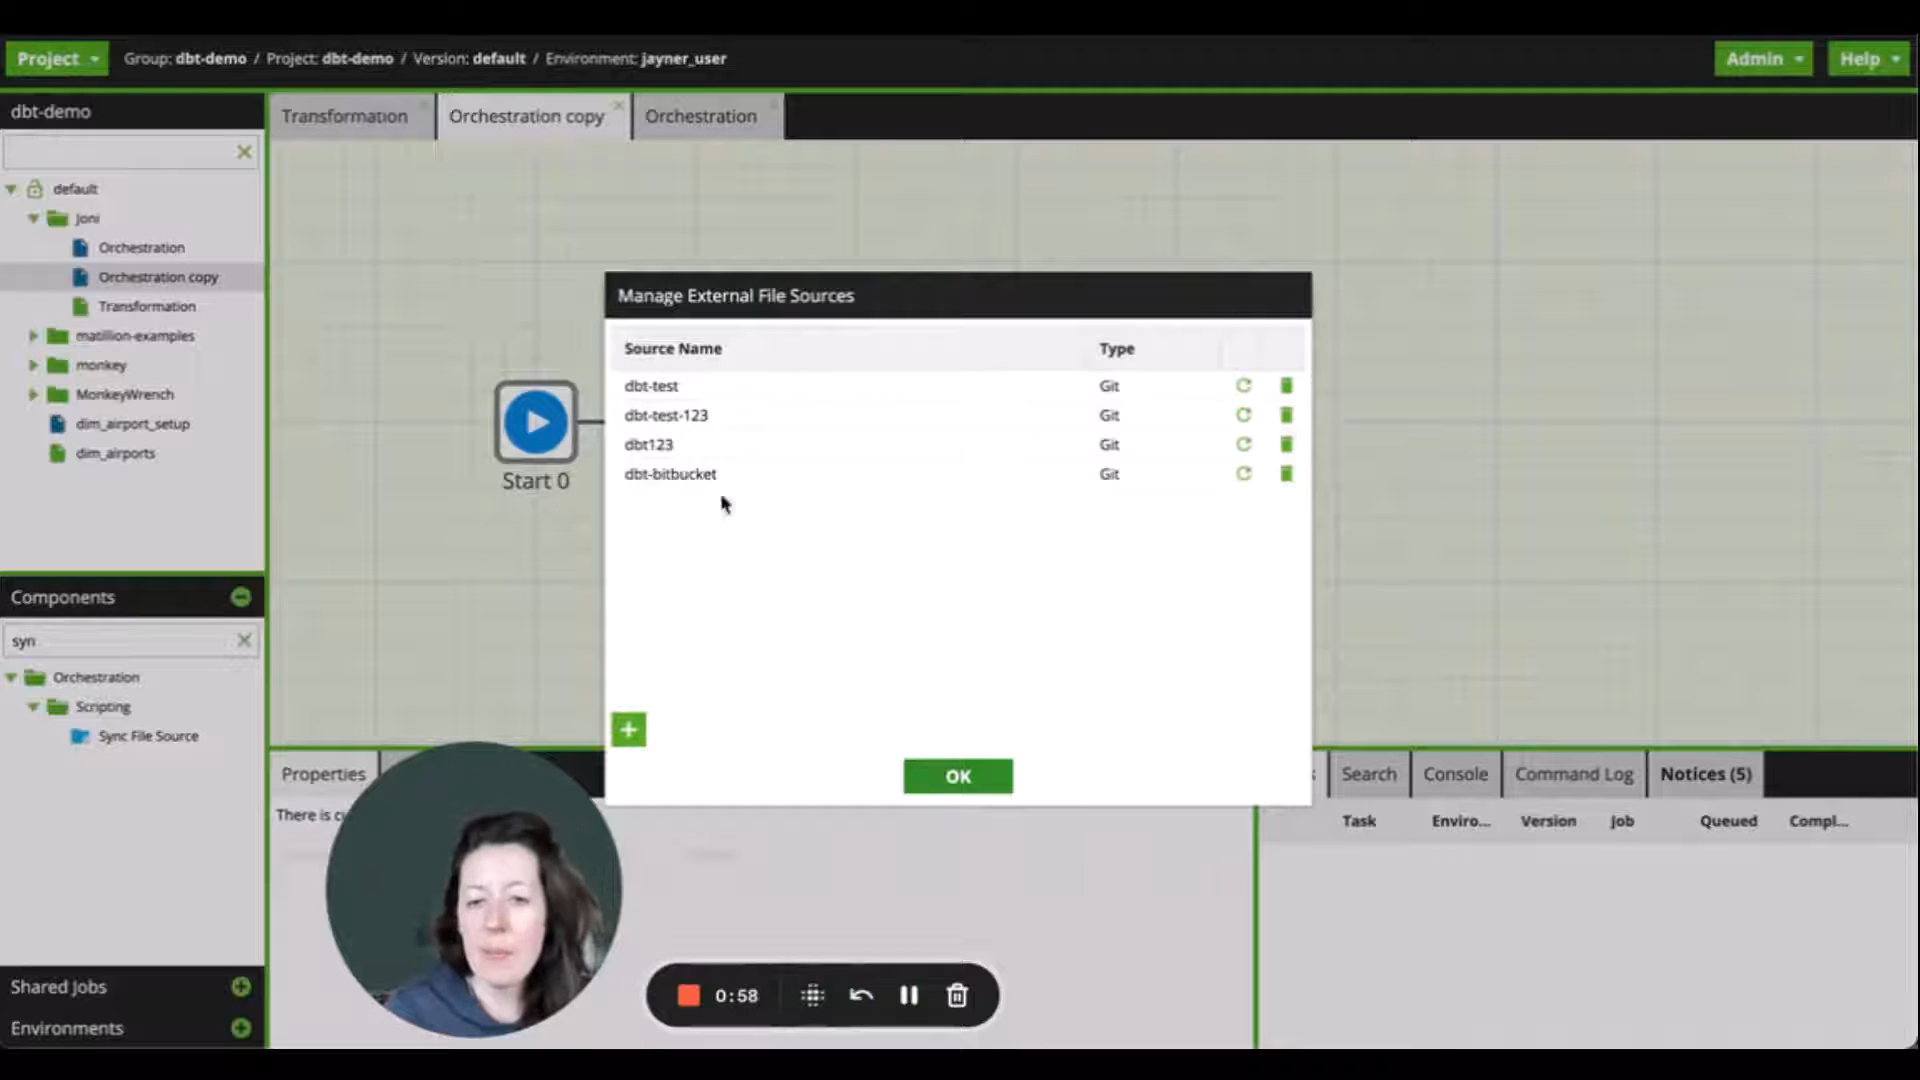 Project
Group: dbt-demo / Project: dbt-demo / Version: default / Environment: jayner_user
Admin
Help
dbt-demo
Transformation
Orchestration copy
Orchestration
default
Joni
Orchestration
Orchestration copy
Transformation
matillion-examples
monkey
MonkeyWrench
dim_airport_setup
dim_airports
Start 0
Manage External File Sources
Source Name Type
dbt-test Git
dbt-test-123 Git
dbt123 Git
dbt-bitbucket Git
OK
Components
syn
Orchestration
Scripting
Sync File Source
Shared Jobs
Environments
Properties
There is
Search
Console
Command Log
Notices (5)
Task Enviro... Version Job Queued Compl...
0:58